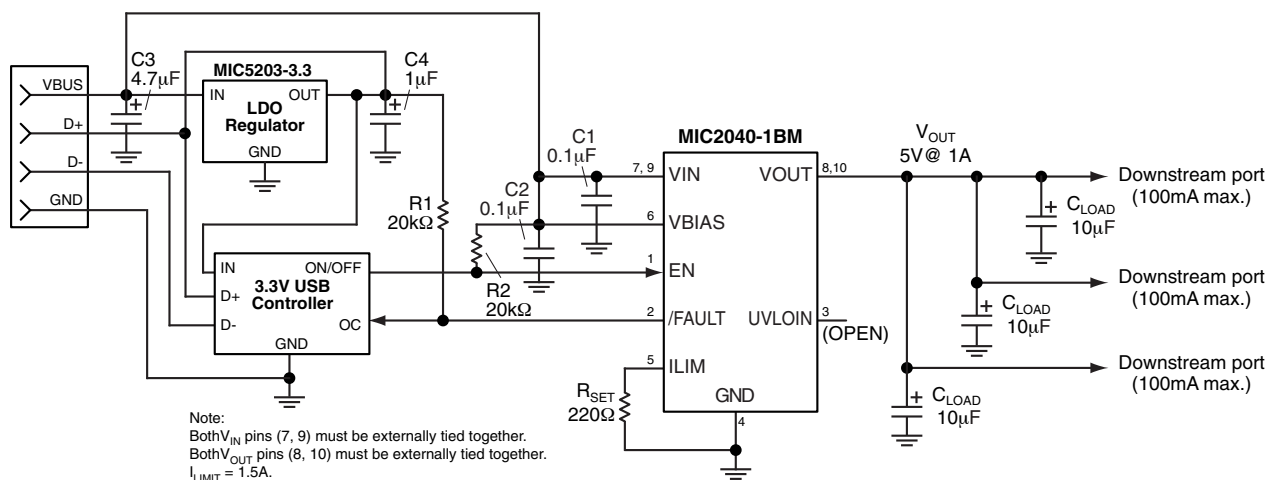 VBUS
D+
D-
GND
C3
4.7µF
MIC5203-3.3
IN
OUT
LDO
Regulator
GND
C4
1µF
R1
20kΩ
IN
ON/OFF
3.3V USB
Controller
D+
D-
OC
GND
C1
0.1µF
C2
0.1µF
R2
20kΩ
MIC2040-1BM
7, 9
VIN
VOUT
8,10
6
VBIAS
1
EN
2
/FAULT
UVLOIN
3
(OPEN)
5
ILIM
GND
4
RSET
220Ω
VOUT
5V@ 1A
CLOAD
10µF
Downstream port
(100mA max.)
CLOAD
10µF
Downstream port
(100mA max.)
CLOAD
10µF
Downstream port
(100mA max.)
Note:
BothVIN pins (7, 9) must be externally tied together.
BothVOUT pins (8, 10) must be externally tied together.
ILIMIT = 1.5A.